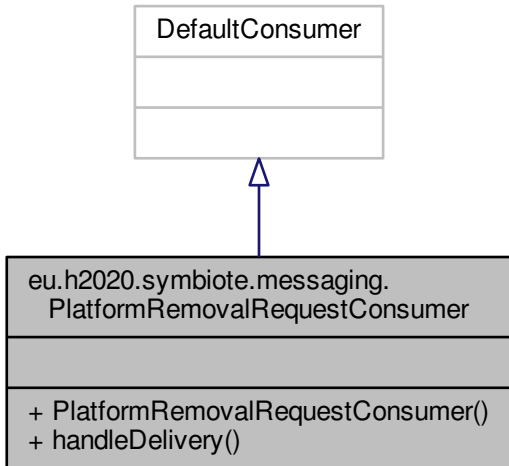 DefaultConsumer
eu.h2020.symbiote.messaging.
PlatformRemovalRequestConsumer
+ PlatformRemovalRequestConsumer()
+ handleDelivery()